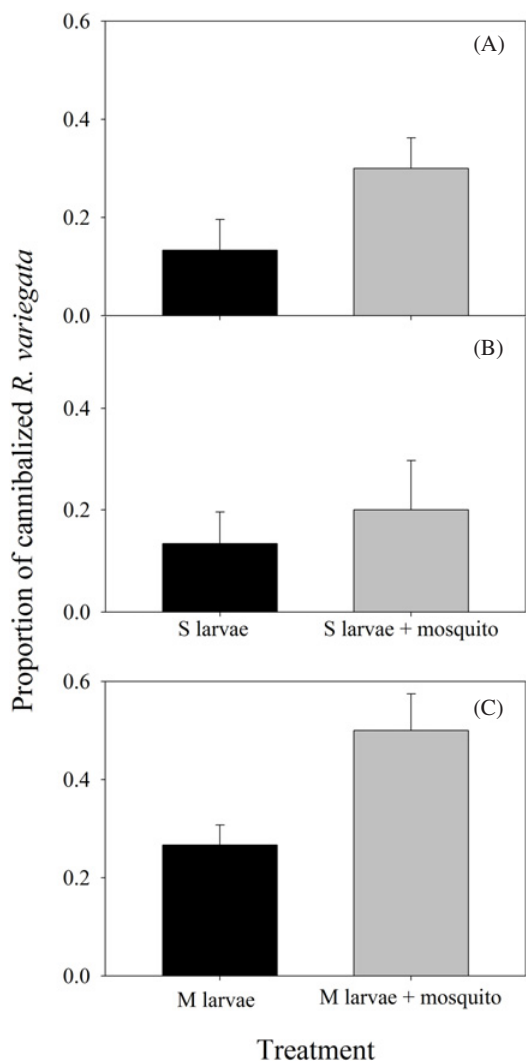 Proportion of cannibalized R. variegata
0.6
(A)
0.4
0.2
0.0
(B)
0.4
0.2
0.0
S larvae
S larvae + mosquito
0.6
(C)
0.4
0.2
0.0
M larvae
M larvae + mosquito
Treatment